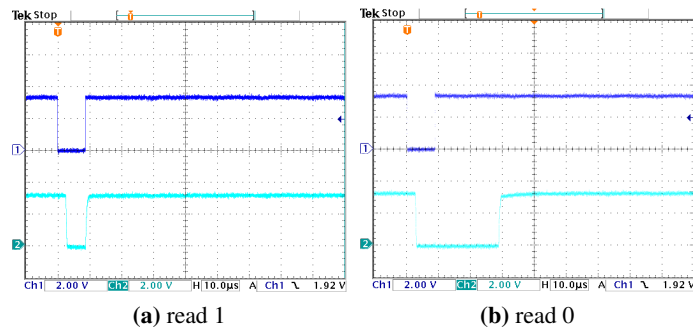 Tek Stop
T
T
1
2
Ch1 2.00 V Ch2 2.00 V H 10.0µs A Ch1 1.92 V
(a) read 1
Tek Stop
T
T
1
2
Ch1 2.00 V Ch2 2.00 V H 10.0µs A Ch1 1.92 V
(b) read 0